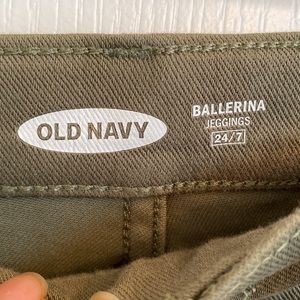 OLD NAVY
BALLERINA
JEGGINGS
24/7